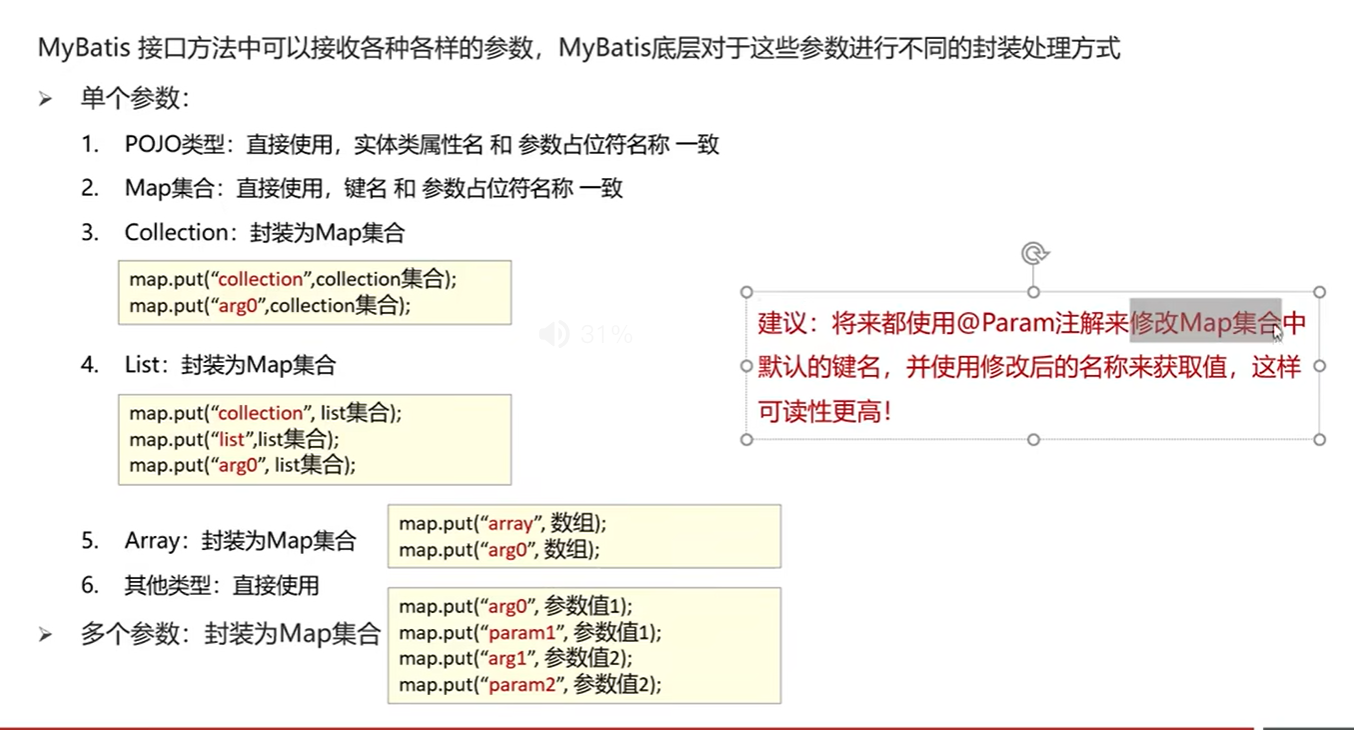 MyBatis 接口方法中可以接收各种各样的参数，MyBatis底层对于这些参数进行不同的封装处理方式
➢ 单个参数：
1. POJO类型：直接使用，实体类属性名 和 参数占位符名称 一致
2. Map集合：直接使用，键名 和 参数占位符名称 一致
3. Collection：封装为Map集合
map.put(“collection”,collection集合);
map.put(“arg0”,collection集合);
4. List：封装为Map集合
map.put(“collection”, list集合);
map.put(“list”,list集合);
map.put(“arg0”, list集合);
5. Array：封装为Map集合
map.put(“array”, 数组);
map.put(“arg0”, 数组);
6. 其他类型：直接使用
➢ 多个参数：封装为Map集合
map.put(“arg0”, 参数值1);
map.put(“param1”, 参数值1);
map.put(“arg1”, 参数值2);
map.put(“param2”, 参数值2);
建议：将来都使用@Param注解来修改Map集合中
默认的键名，并使用修改后的名称来获取值，这样
可读性更高！
31%